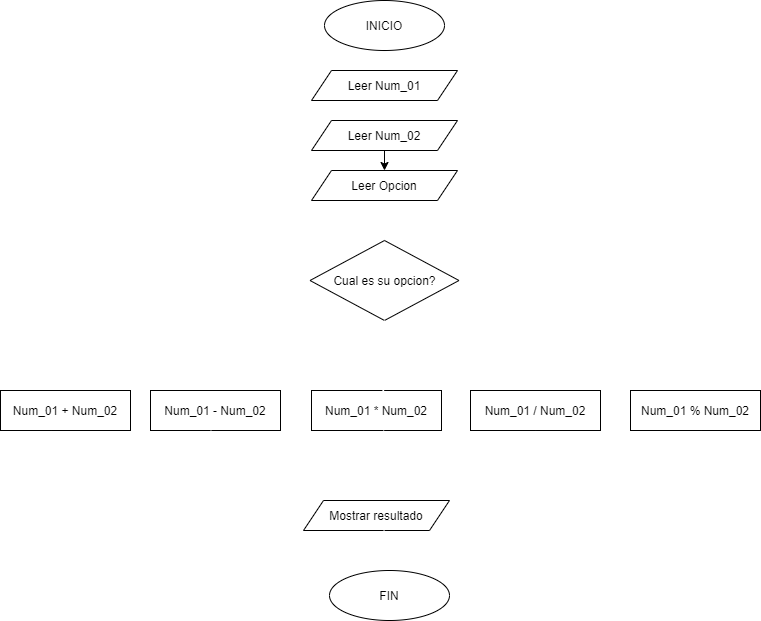 INICIO
Leer Num_01
Leer Num_02
Leer Opcion
Cual es su opcion?
Num_01 + Num_02
Num_01 - Num_02
Num_01 * Num_02
Num_01 / Num_02
Num_01 % Num_02
Mostrar resultado
FIN